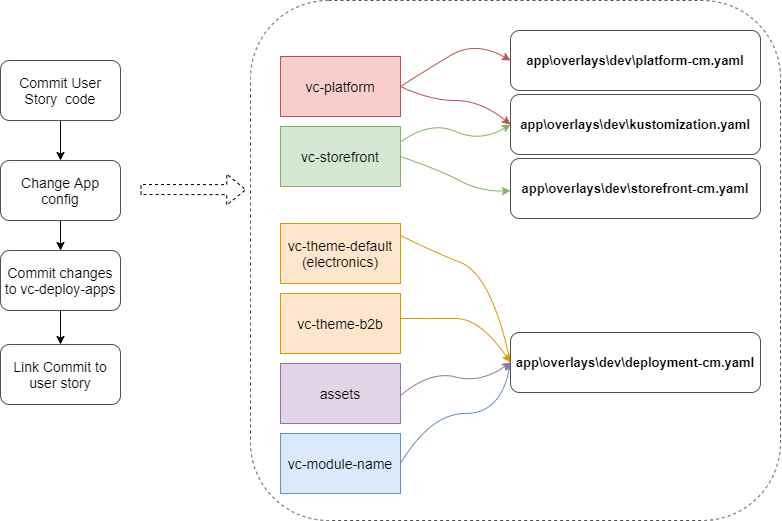 Commit User
Story  code
Change App
config
Commit changes
to vc-deploy-apps
Link Commit to
user story
vc-platform
vc-storefront
vc-theme-default
(electronics)
vc-theme-b2b
assets
vc-module-name
app\overlays\dev\platform-cm.yaml
app\overlays\dev\kustomization.yaml
app\overlays\dev\storefront-cm.yaml
app\overlays\dev\deployment-cm.yaml